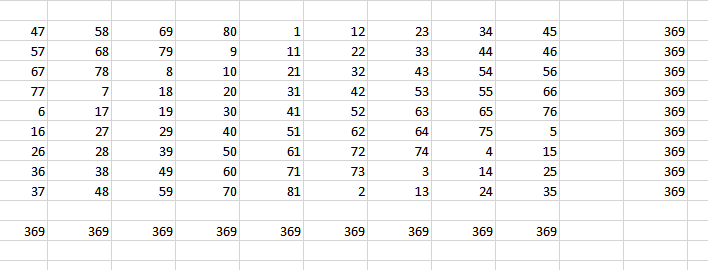 47 58 69 80 1 12 23 34 45 369
57 68 79 9 11 22 33 44 46 369
67 78 8 10 21 32 43 54 56 369
77 7 18 20 31 42 53 55 66 369
6 17 19 30 41 52 63 65 76 369
16 27 29 40 51 62 64 75 5 369
26 28 39 50 61 72 74 4 15 369
36 38 49 60 71 73 3 14 25 369
37 48 59 70 81 2 13 24 35 369
369 369 369 369 369 369 369 369 369